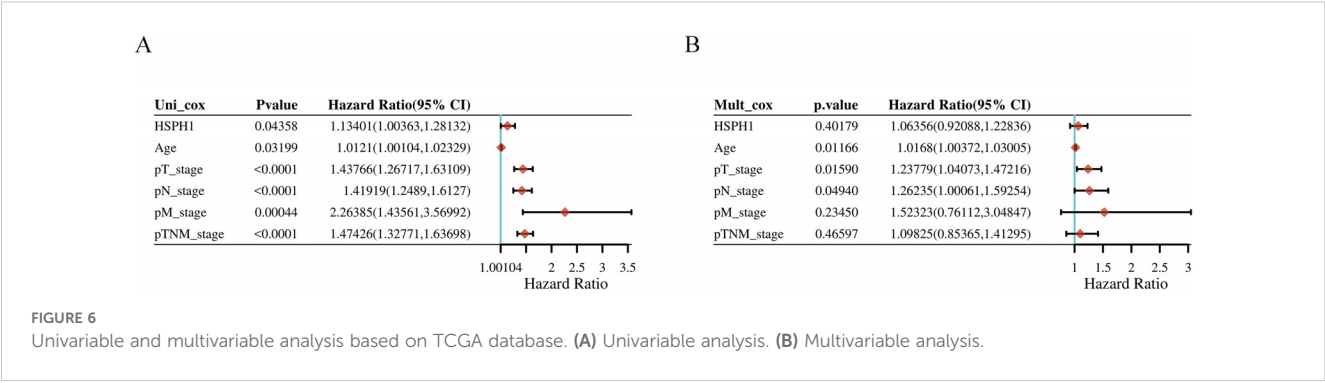 A
Uni_cox Pvalue Hazard Ratio(95% CI)
HSPH1 0.04358 1.13401(1.00363,1.28132)
Age 0.03199 1.0121(1.00104,1.02329)
pT_stage <0.0001 1.43766(1.26717,1.63109)
pN_stage <0.0001 1.41919(1.2489,1.6127)
pM_stage 0.00044 2.26385(1.43561,3.56992)
pTNM_stage <0.0001 1.47426(1.32771,1.63698)
1.00104 2 2.5 3 3.5
Hazard Ratio
B
Mult_cox p.value Hazard Ratio(95% CI)
HSPH1 0.40179 1.06356(0.92088,1.22836)
Age 0.01166 1.0168(1.00372,1.03005)
pT_stage 0.01590 1.23779(1.04073,1.47216)
pN_stage 0.04940 1.26235(1.00061,1.59254)
pM_stage 0.23450 1.52323(0.76112,3.04847)
pTNM_stage 0.46597 1.09825(0.85365,1.41295)
1 1.5 2 2.5 3
Hazard Ratio
FIGURE 6
Univariable and multivariable analysis based on TCGA database. (A) Univariable analysis. (B) Multivariable analysis.